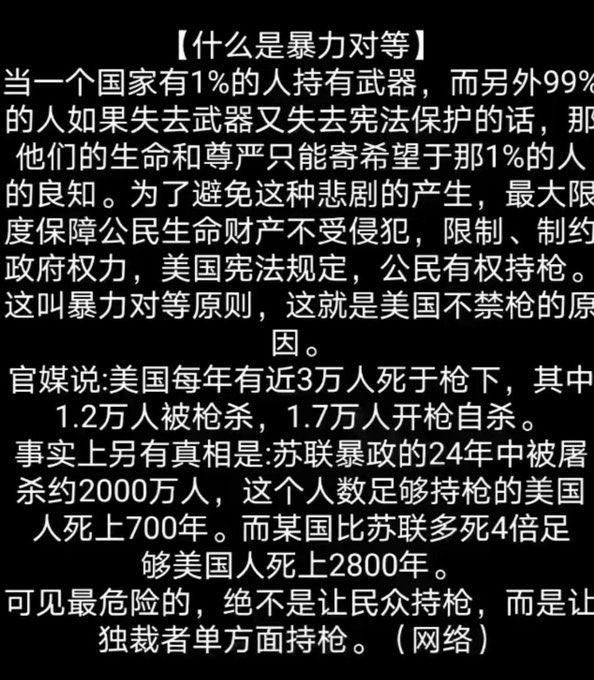 【什么是暴力对等】
当一个国家有1%的人持有武器，而另外99%
的人如果失去武器又失去宪法保护的话，那
他们的生命和尊严只能寄希望于那1%的人
的良知。为了避免这种悲剧的产生，最大限
度保障公民生命财产不受侵犯，限制、制约
政府权力，美国宪法规定，公民有权持枪。
这叫暴力对等原则，这就是美国不禁枪的原
因。
官媒说:美国每年有近3万人死于枪下，其中
1.2万人被枪杀，1.7万人开枪自杀。
事实上另有真相是:苏联暴政的24年中被屠
杀约2000万人，这个人数足够持枪的美国
人死上700年。而某国比苏联多死4倍足
够美国人死上2800年。
可见最危险的，绝不是让民众持枪，而是让
独裁者单方面持枪。（网络）